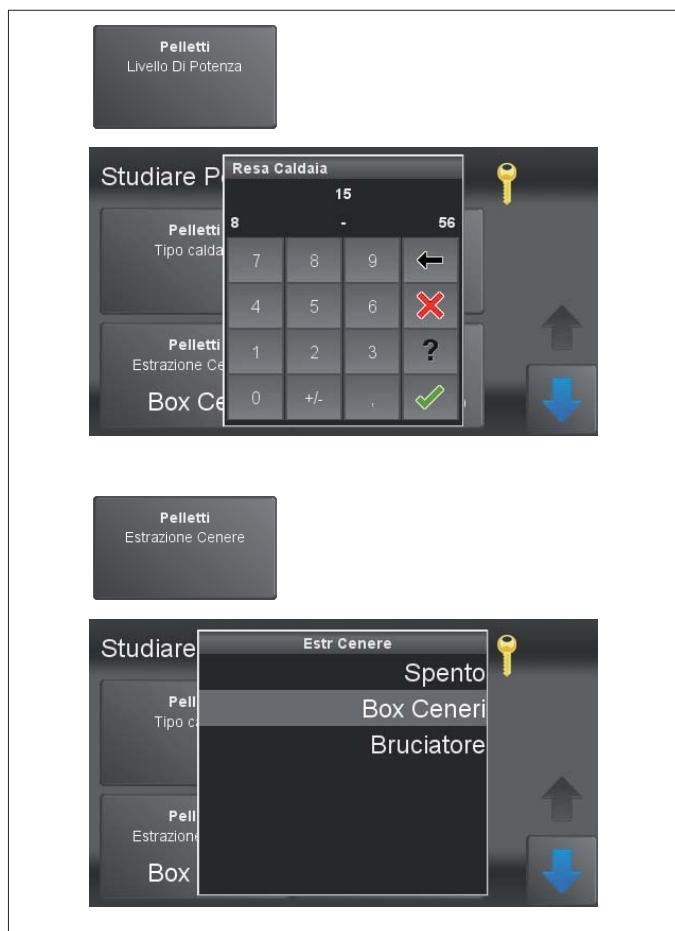 Pelletti
Livello Di Potenza
Studiare P
Resa Caldaia
15
8 - 56
Pelletti
Tipo calda
7 8 9
4 5 6
Pelletti
Estrazione Ce
1 2 3 ?
Box Ce
0 +/- ,
Pelletti
Estrazione Cenere
Studiare
Estr Cenere
Spento
Box Ceneri
Bruciatore
Pell
Tipo c
Pell
Estrazion
Box